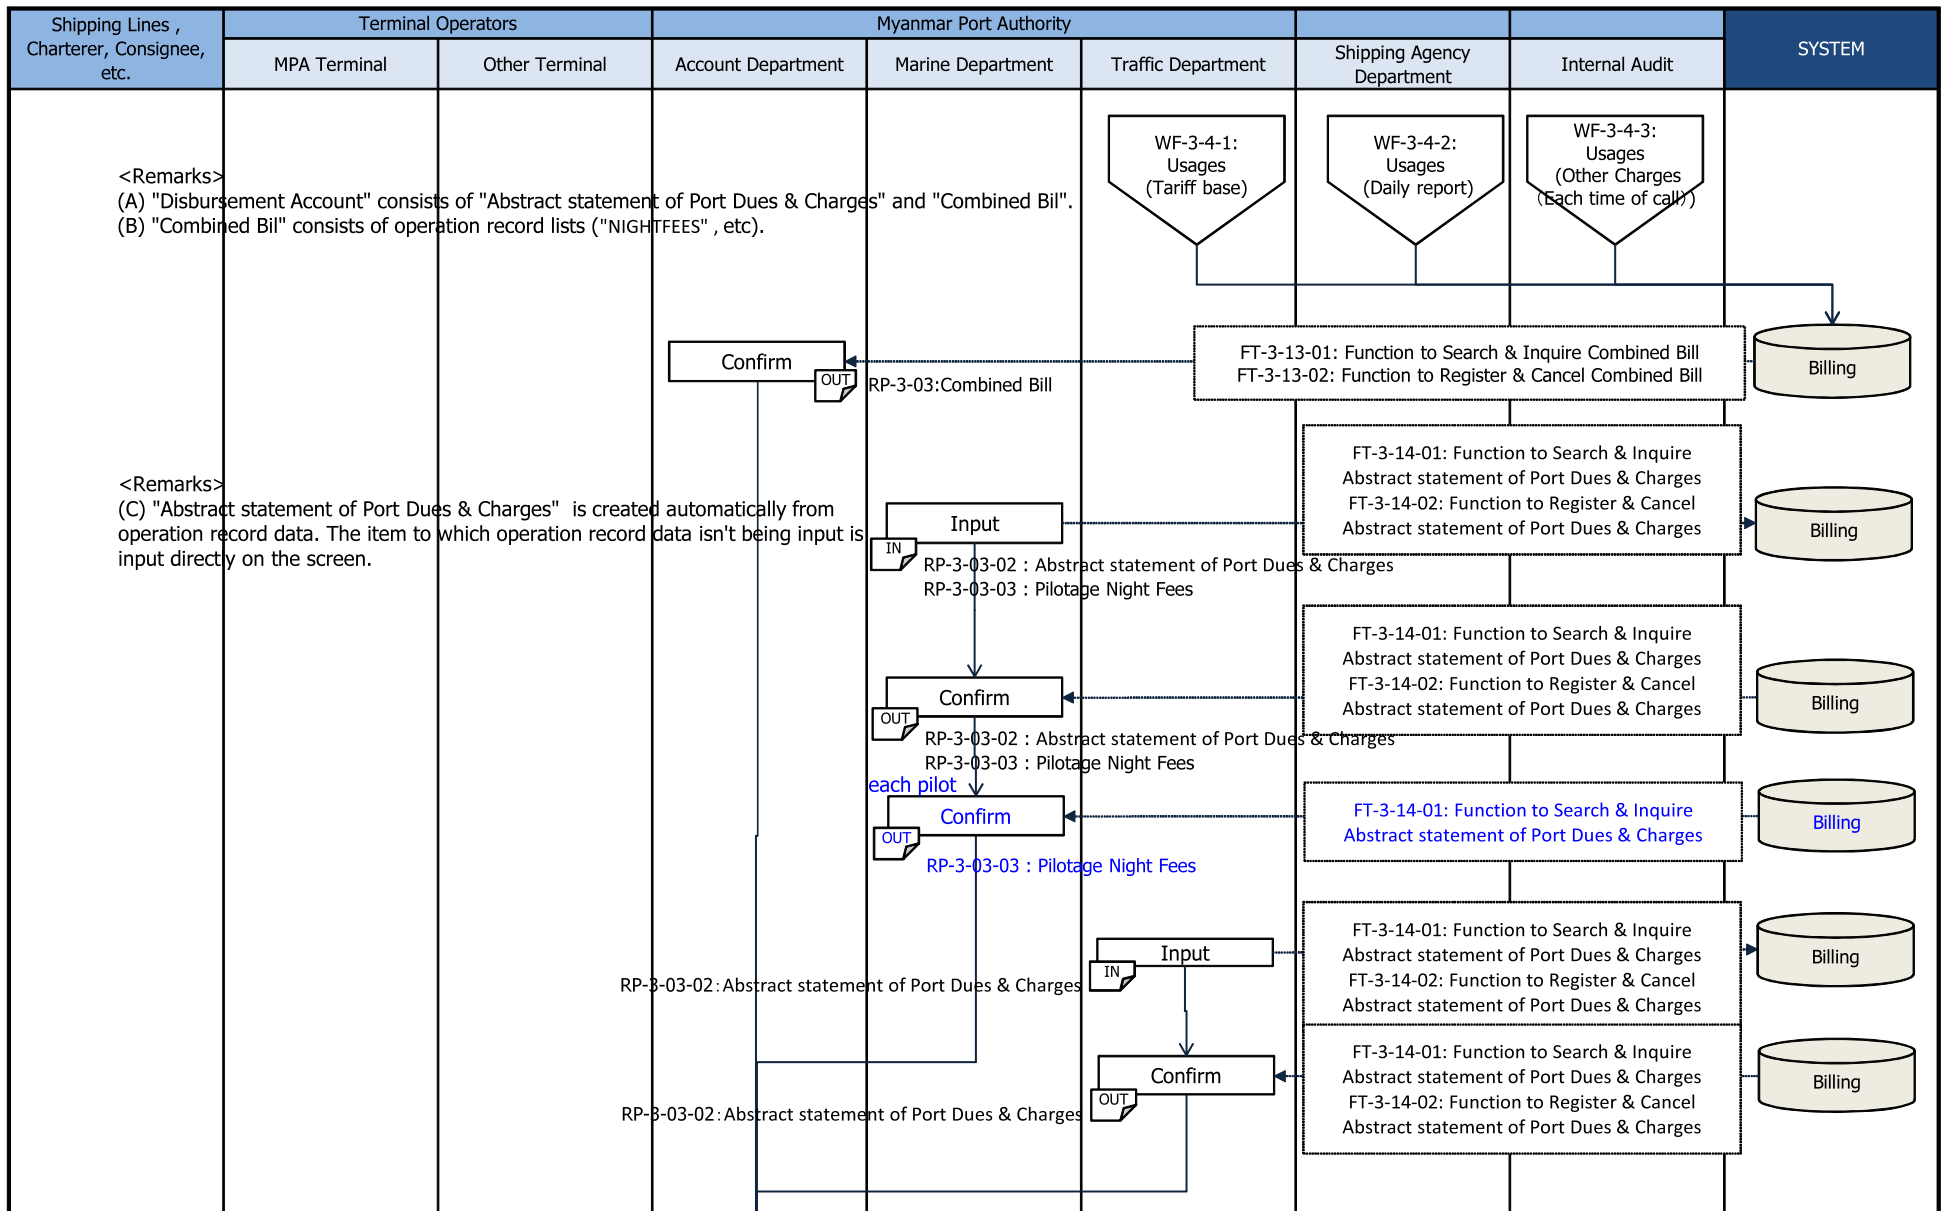 Shipping Lines ,
Charterer, Consignee,
etc.
Terminal Operators
Myanmar Port Authority
MPA Terminal
Other Terminal
Account Department
Marine Department
Traffic Department
Shipping Agency
Department
Internal Audit
SYSTEM
WF-3-4-1:
Usages
(Tariff base)
WF-3-4-2:
Usages
(Daily report)
WF-3-4-3:
Usages
(Other Charges
(Each time of call))
<Remarks>
(A) "Disbursement Account" consists of "Abstract statement of Port Dues & Charges" and "Combined Bil".
(B) "Combined Bil" consists of operation record lists ("NIGHTFEES" , etc).
Confirm
OUT
RP-3-03:Combined Bill
FT-3-13-01: Function to Search & Inquire Combined Bill
FT-3-13-02: Function to Register & Cancel Combined Bill
Billing
<Remarks>
(C) "Abstract statement of Port Dues & Charges"  is created automatically from
operation record data. The item to which operation record data isn't being input is
input directly on the screen.
Input
IN
RP-3-03-02 : Abstract statement of Port Dues & Charges
RP-3-03-03 : Pilotage Night Fees
FT-3-14-01: Function to Search & Inquire
Abstract statement of Port Dues & Charges
FT-3-14-02: Function to Register & Cancel
Abstract statement of Port Dues & Charges
Billing
Confirm
OUT
RP-3-03-02 : Abstract statement of Port Dues & Charges
RP-3-03-03 : Pilotage Night Fees
FT-3-14-01: Function to Search & Inquire
Abstract statement of Port Dues & Charges
FT-3-14-02: Function to Register & Cancel
Abstract statement of Port Dues & Charges
Billing
each pilot
Confirm
OUT
RP-3-03-03 : Pilotage Night Fees
FT-3-14-01: Function to Search & Inquire
Abstract statement of Port Dues & Charges
Billing
Input
IN
RP-3-03-02:Abstract statement of Port Dues & Charges
FT-3-14-01: Function to Search & Inquire
Abstract statement of Port Dues & Charges
FT-3-14-02: Function to Register & Cancel
Abstract statement of Port Dues & Charges
Billing
Confirm
OUT
RP-3-03-02:Abstract statement of Port Dues & Charges
FT-3-14-01: Function to Search & Inquire
Abstract statement of Port Dues & Charges
FT-3-14-02: Function to Register & Cancel
Abstract statement of Port Dues & Charges
Billing